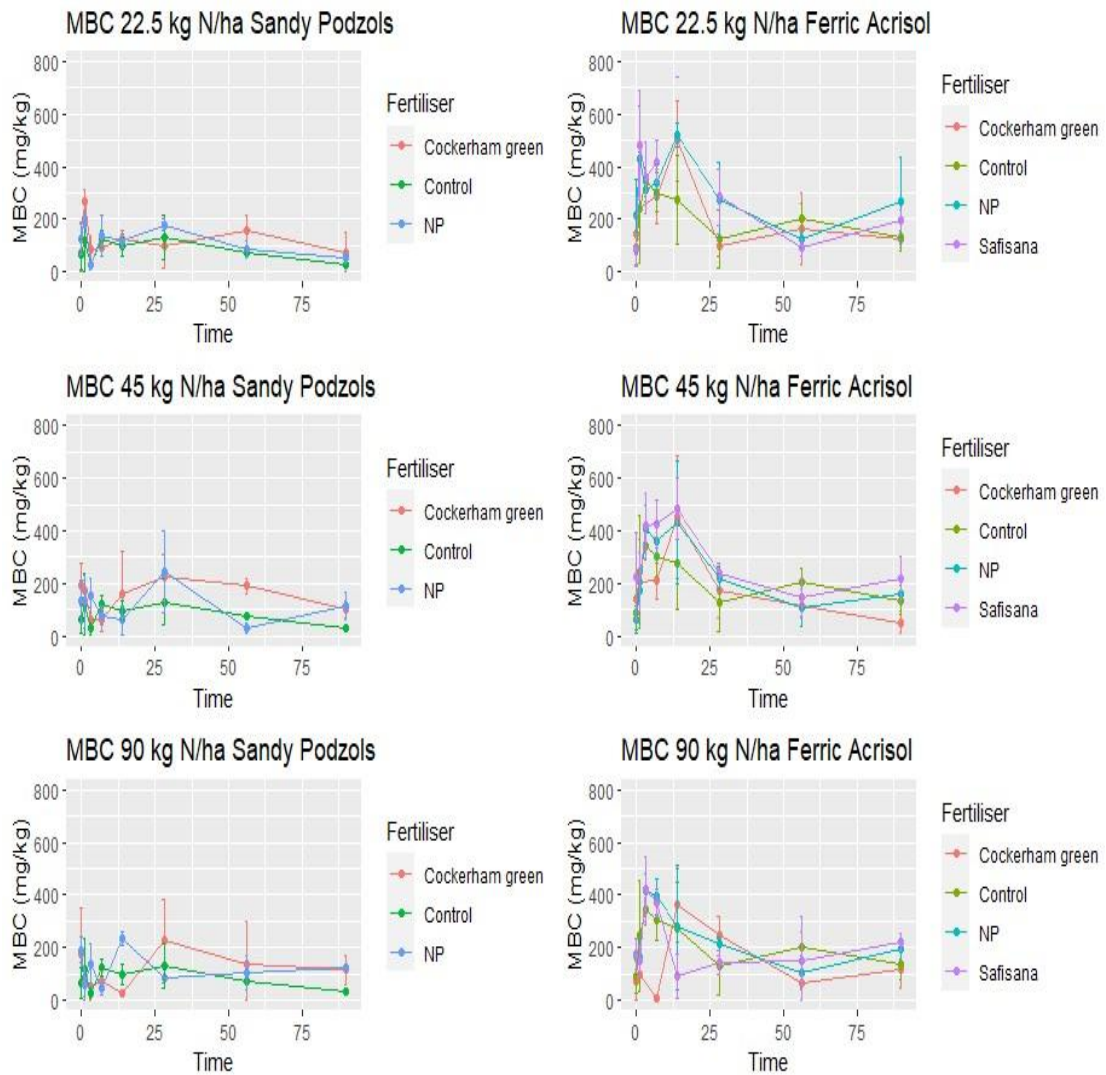 MBC 22.5 kg N/ha Sandy Podzols
MBC (mg/kg)
800
600
400
200
0
0
25
50
75
Time
Fertiliser
Cockerham green
Control
NP
MBC 22.5 kg N/ha Ferric Acrisol
MBC (mg/kg)
800
600
400
200
0
0
25
50
75
Time
Fertiliser
Cockerham green
Control
NP
Safisana
MBC 45 kg N/ha Sandy Podzols
MBC (mg/kg)
800
600
400
200
0
0
25
50
75
Time
Fertiliser
Cockerham green
Control
NP
MBC 45 kg N/ha Ferric Acrisol
MBC (mg/kg)
800
600
400
200
0
0
25
50
75
Time
Fertiliser
Cockerham green
Control
NP
Safisana
MBC 90 kg N/ha Sandy Podzols
MBC (mg/kg)
800
600
400
200
0
0
25
50
75
Time
Fertiliser
Cockerham green
Control
NP
MBC 90 kg N/ha Ferric Acrisol
MBC (mg/kg)
800
600
400
200
0
0
25
50
75
Time
Fertiliser
Cockerham green
Control
NP
Safisana